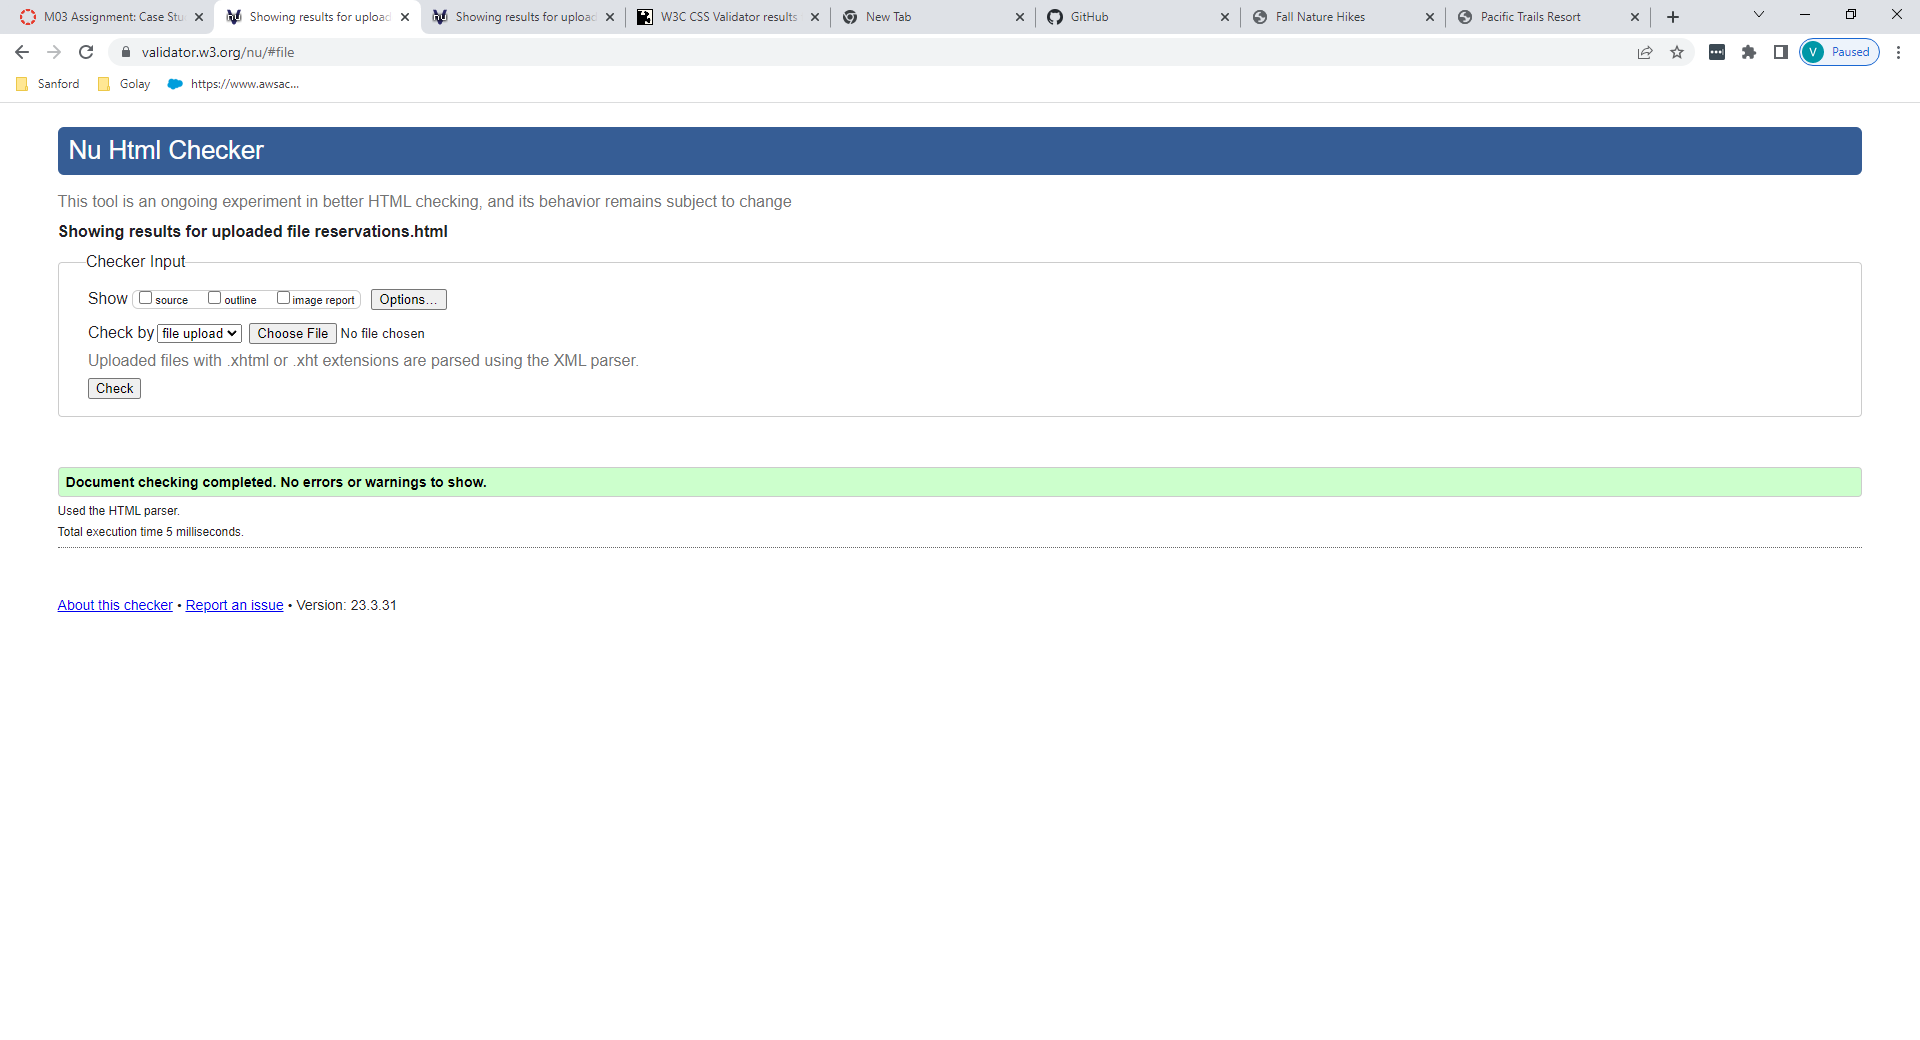 M03 Assignment: Case Stu
Showing results for upload
Showing results for upload
W3C CSS Validator results
New Tab
GitHub
Fall Nature Hikes
Pacific Trails Resort
validator.w3.org/nu/#file
V Paused
Sanford
Golay
https://www.awsac...
Nu Html Checker
This tool is an ongoing experiment in better HTML checking, and its behavior remains subject to change
Showing results for uploaded file reservations.html
Checker Input
Show source outline image report Options...
Check by file upload Choose File No file chosen
Uploaded files with .xhtml or .xht extensions are parsed using the XML parser.
Check
Document checking completed. No errors or warnings to show.
Used the HTML parser.
Total execution time 5 milliseconds.
About this checker • Report an issue • Version: 23.3.31